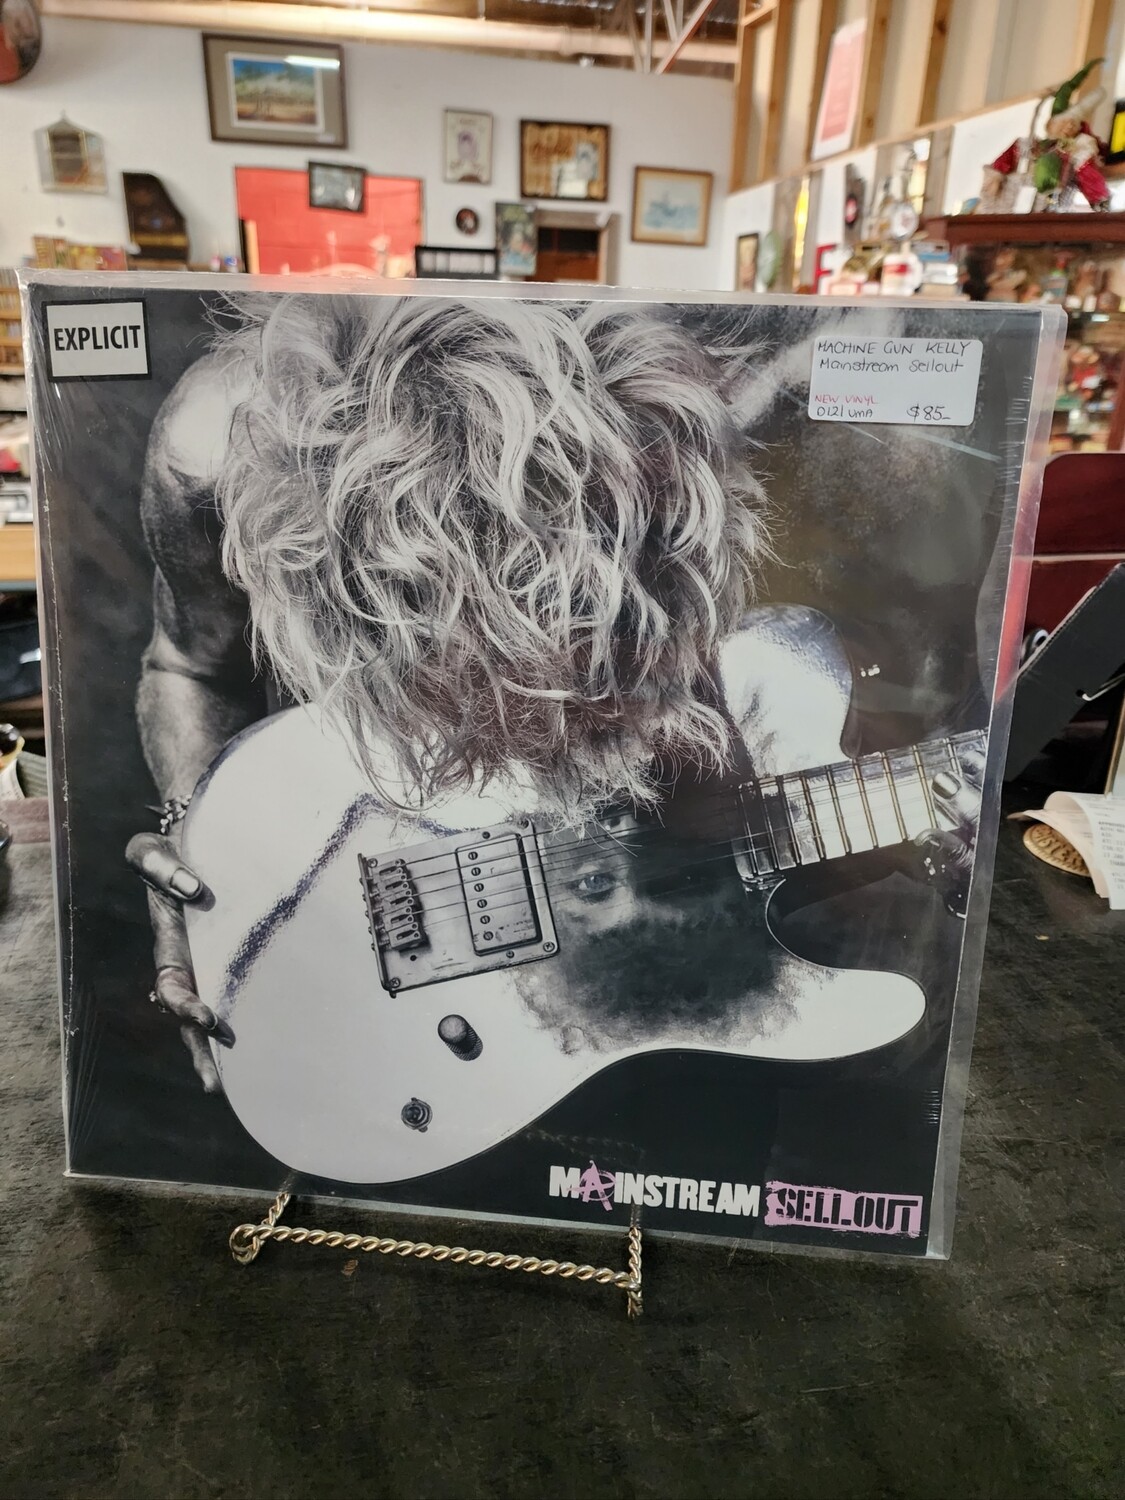 EXPLICIT
MACHINE GUN KELLY
Mainstream Sellout
NEW VINYL
0121 UMA $85-
MAINSTREAM SELLOUT